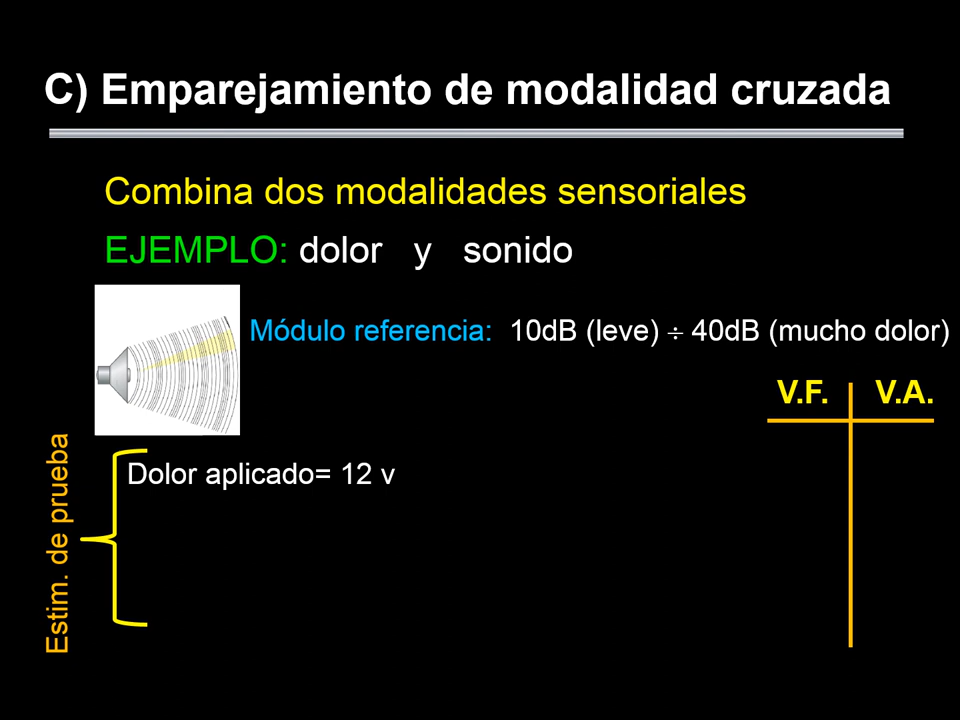 C) Emparejamiento de modalidad cruzada
Combina dos modalidades sensoriales
EJEMPLO: dolor y sonido
Módulo referencia: 10dB (leve) ÷ 40dB (mucho dolor)
V.F. V.A.
Estim. de prueba
Dolor aplicado= 12 v